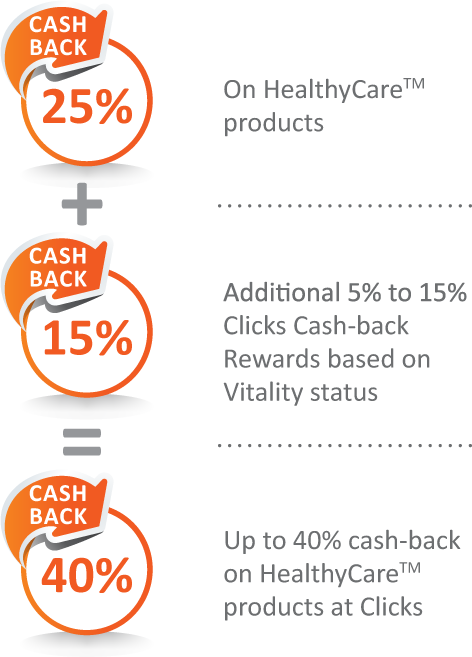 CASH
BACK
25%
On HealthyCare™
products
+
CASH
BACK
15%
Additional 5% to 15%
Clicks Cash-back
Rewards based on
Vitality status
=
CASH
BACK
40%
Up to 40% cash-back
on HealthyCare™
products at Clicks